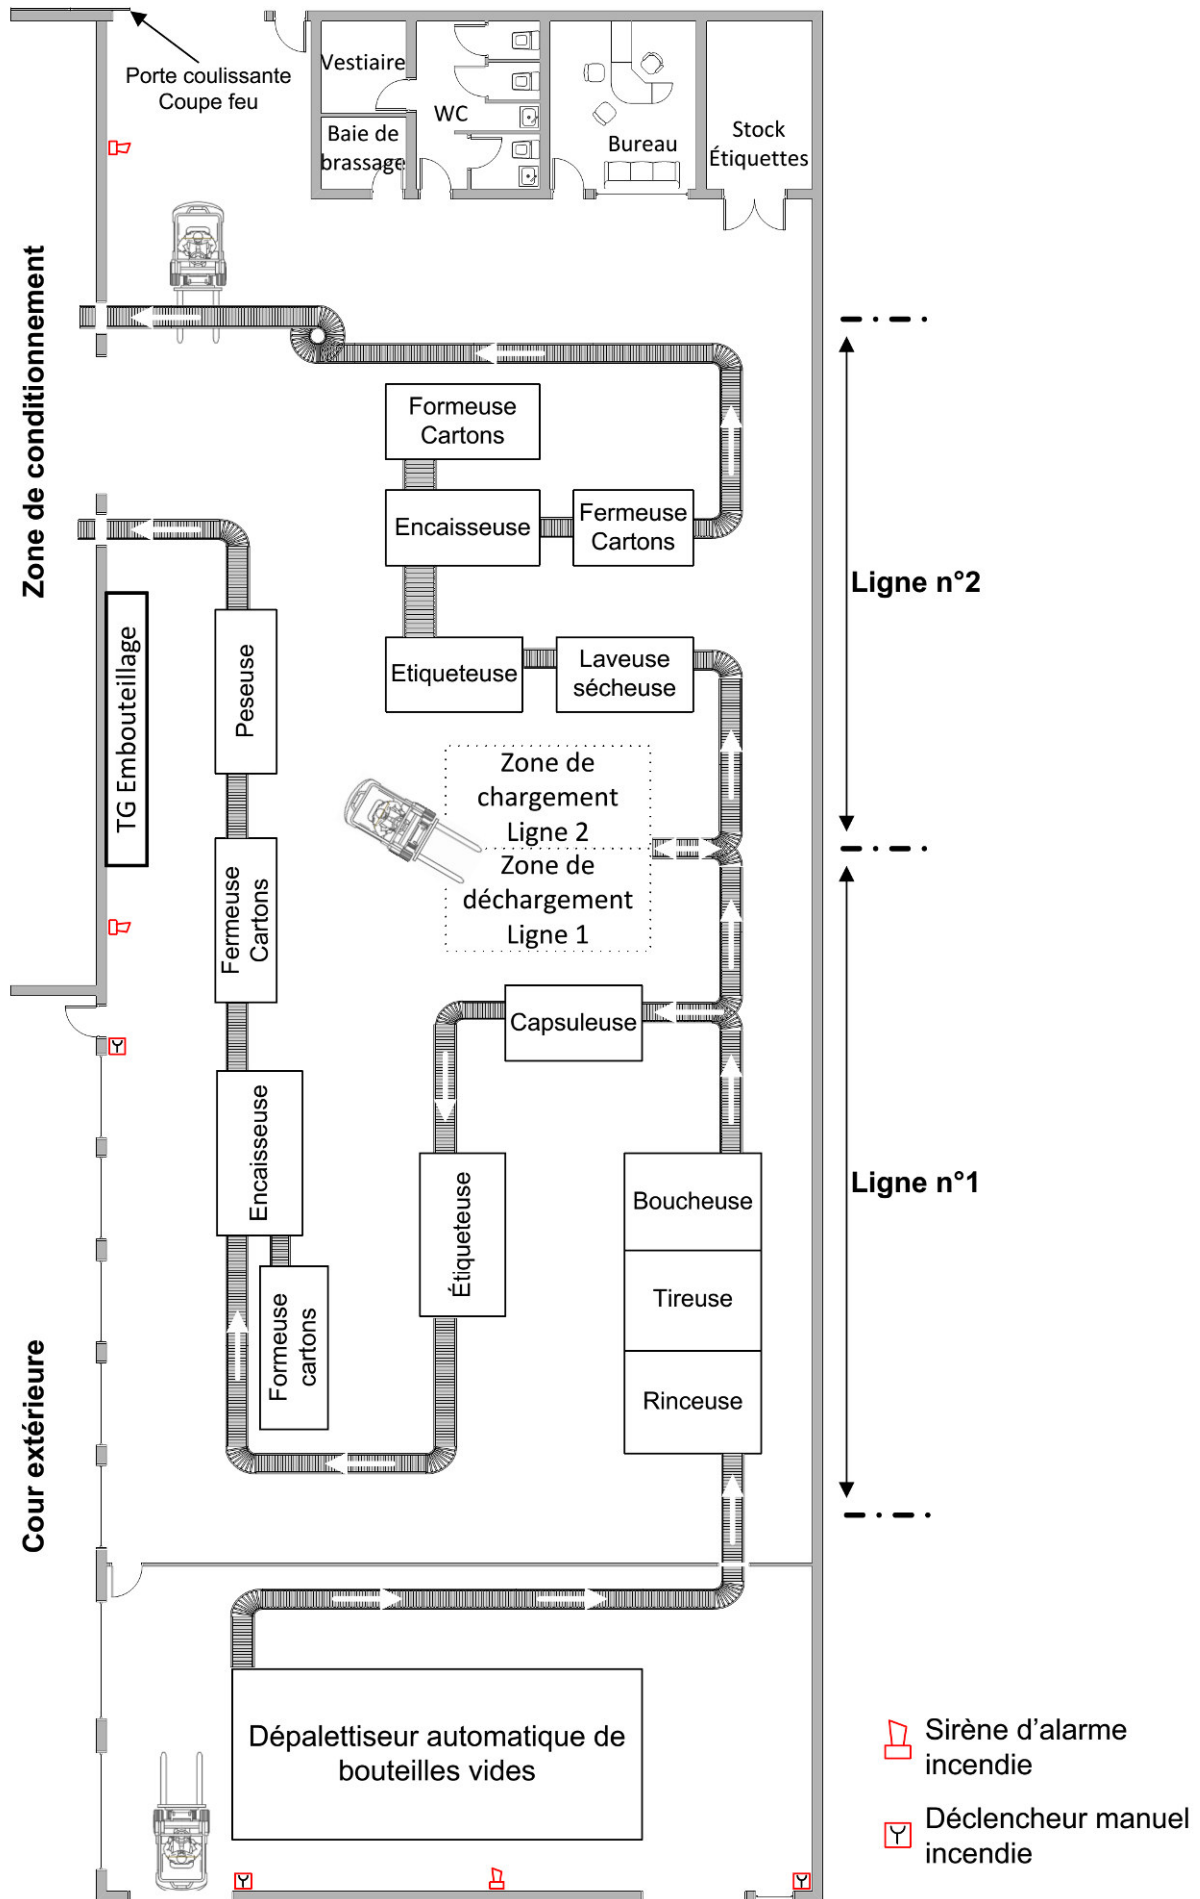 Porte coulissante
Coupe feu
Vestiaire
WC
Baie de
brassage
Bureau
Stock
Étiquettes
Zone de conditionnement
Formeuse
Cartons
Encaisseuse
Fermeuse
Cartons
Ligne n°2
TG Embouteillage
Peseuse
Etiqueteuse
Laveuse
sécheuse
Zone de
chargement
Ligne 2
Zone de
déchargement
Ligne 1
Fermeuse
Cartons
Capsuleuse
Encaisseuse
Étiqueteuse
Boucheuse
Ligne n°1
Tireuse
Formeuse
cartons
Rinceuse
Cour extérieure
Dépalettiseur automatique de
bouteilles vides
Sirène d'alarme
incendie
Déclencheur manuel
incendie